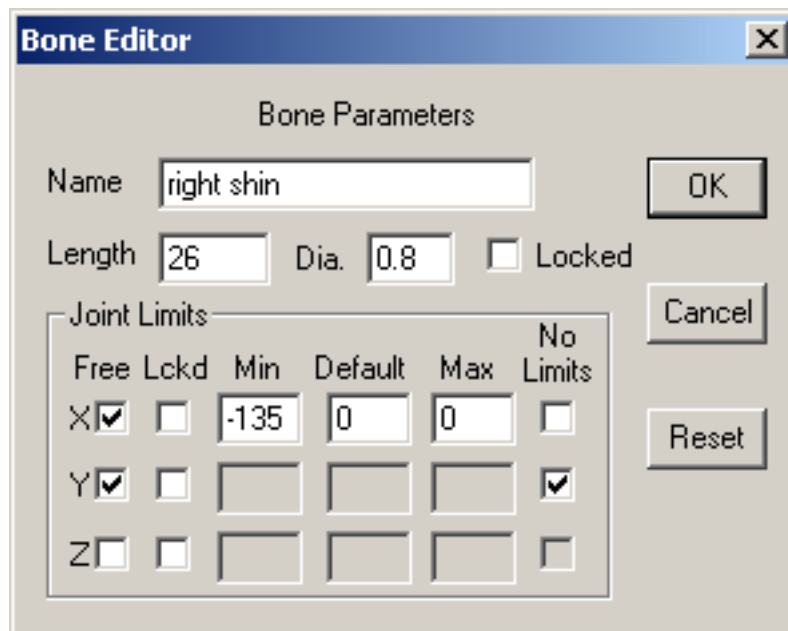 Bone Editor
Bone Parameters
Name right shin OK
Length 26 Dia. 0.8 Locked
Joint Limits Cancel
No
Free Lckd Min Default Max Limits
X -135 0 0 Reset
Y
Z